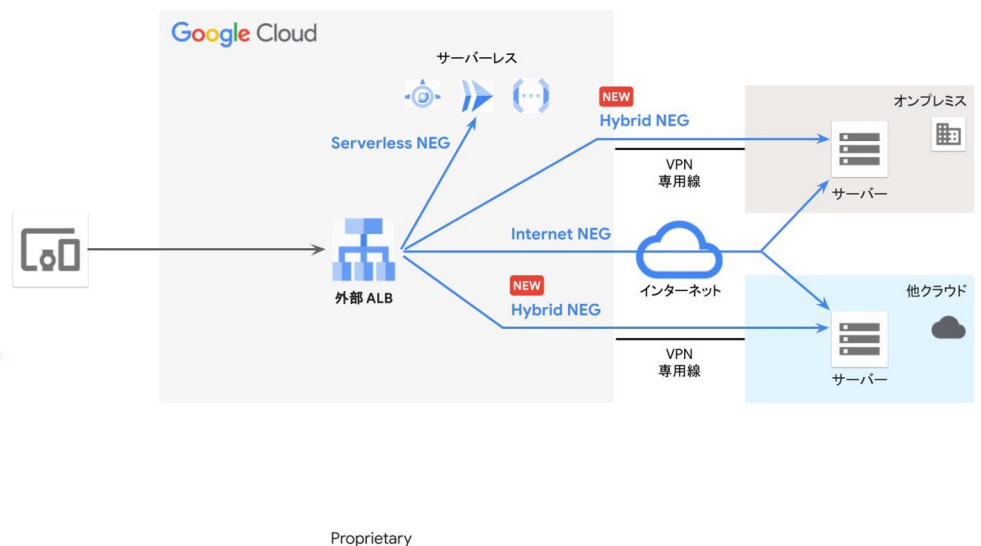 Google Cloud
サーバーレス
NEW
Hybrid NEG
オンプレミス
Serverless NEG
VPN
専用線
サーバー
Internet NEG
外部 ALB
NEW
Hybrid NEG
インターネット
他クラウド
VPN
専用線
サーバー
Proprietary